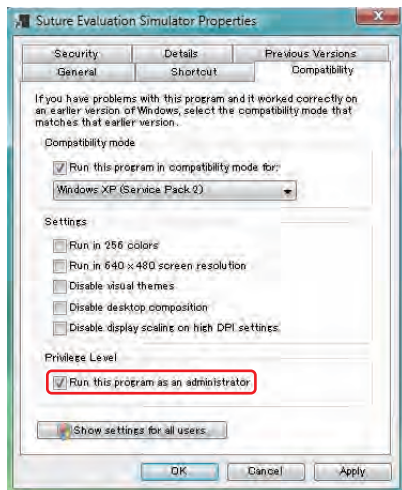 Suture Evaluation Simulator Properties
Security Details Previous Versions
General Shortcut Compatibility
If you have problems with this program and it worked correctly on
an earlier version of Windows, select the compatibility mode that
matches that earlier version.
Compatibility mode
Run this program in compatibility mode for:
Windows XP (Service Pack 2)
Settings
Run in 256 colors
Run in 640 x 480 screen resolution
Disable visual themes
Disable desktop composition
Disable display scaling on high DPI settings
Privilege Level
Run this program as an administrator
Show settings for all users
OK Cancel Apply